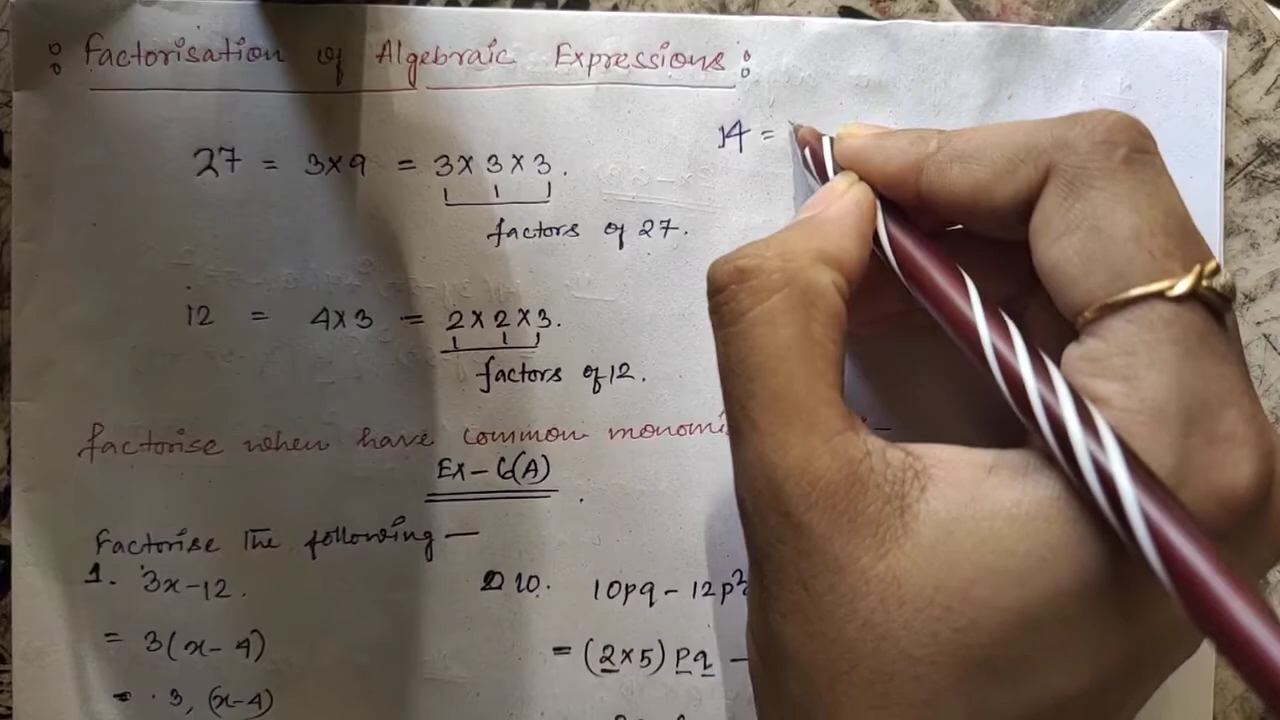 Factorisation of Algebraic Expressions :
14 =
27 = 3×9 = 3×3×3.
factors of 27.
12 = 4×3 = 2×2×3.
factors of 12.
factorise when have common
Ex – 6(A)
Factorise The following —
1. 3x-12.
= 3(x-4)
= 3, (x-4)
10. 10pq - 12p²
= (2×5) pq -